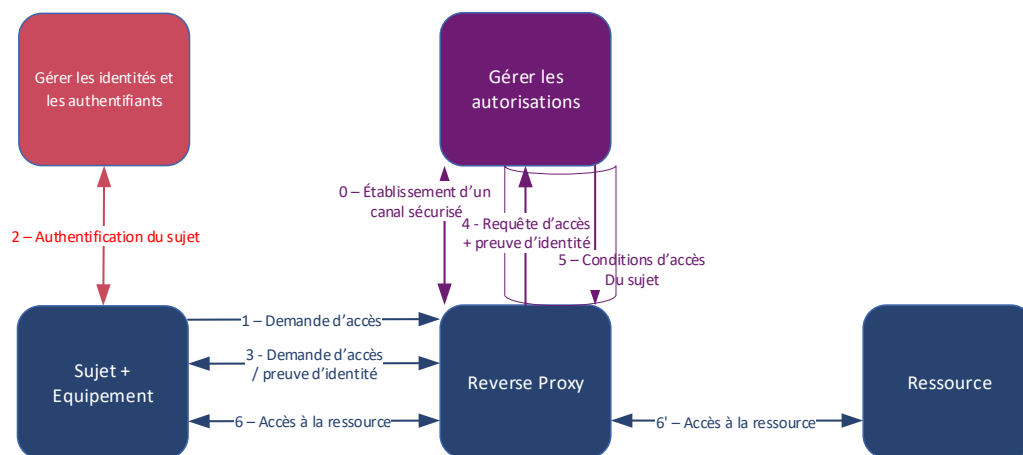 Gérer les identités et
les authentifiants
Gérer les
autorisations
0 – Établissement d’un
canal sécurisé
4 - Requête d’accès
+ preuve d’identité
2 – Authentification du sujet
5 – Conditions d’accès
Du sujet
1 – Demande d’accès
3 - Demande d’accès
/ preuve d’identité
Sujet +
Equipement
Reverse Proxy
Ressource
6 – Accès à la ressource
6' – Accès à la ressource